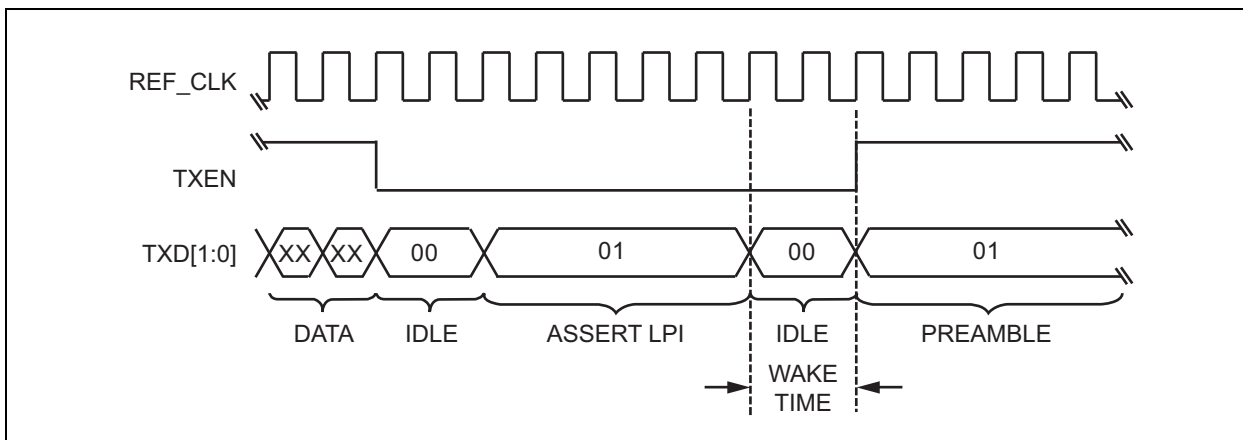 REF_CLK
TXEN
TXD[1:0]
XX XX 00 01 00 01
DATA IDLE ASSERT LPI IDLE PREAMBLE
WAKE
TIME